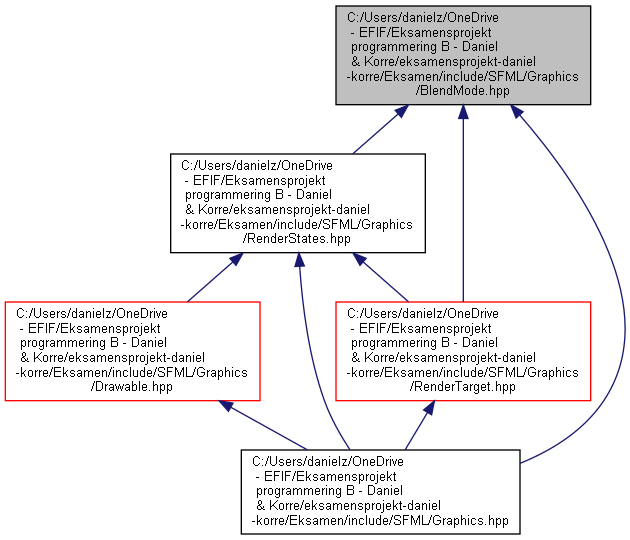 C:/Users/danielz/OneDrive
- EFIF/Eksamensprojekt
programmering B - Daniel
& Korre/eksamensprojekt-daniel
-korre/Eksamen/include/SFML/Graphics
/BlendMode.hpp
C:/Users/danielz/OneDrive
- EFIF/Eksamensprojekt
programmering B - Daniel
& Korre/eksamensprojekt-daniel
-korre/Eksamen/include/SFML/Graphics
/RenderStates.hpp
C:/Users/danielz/OneDrive
- EFIF/Eksamensprojekt
programmering B - Daniel
& Korre/eksamensprojekt-daniel
-korre/Eksamen/include/SFML/Graphics
/Drawable.hpp
C:/Users/danielz/OneDrive
- EFIF/Eksamensprojekt
programmering B - Daniel
& Korre/eksamensprojekt-daniel
-korre/Eksamen/include/SFML/Graphics
/RenderTarget.hpp
C:/Users/danielz/OneDrive
- EFIF/Eksamensprojekt
programmering B - Daniel
& Korre/eksamensprojekt-daniel
-korre/Eksamen/include/SFML/Graphics.hpp